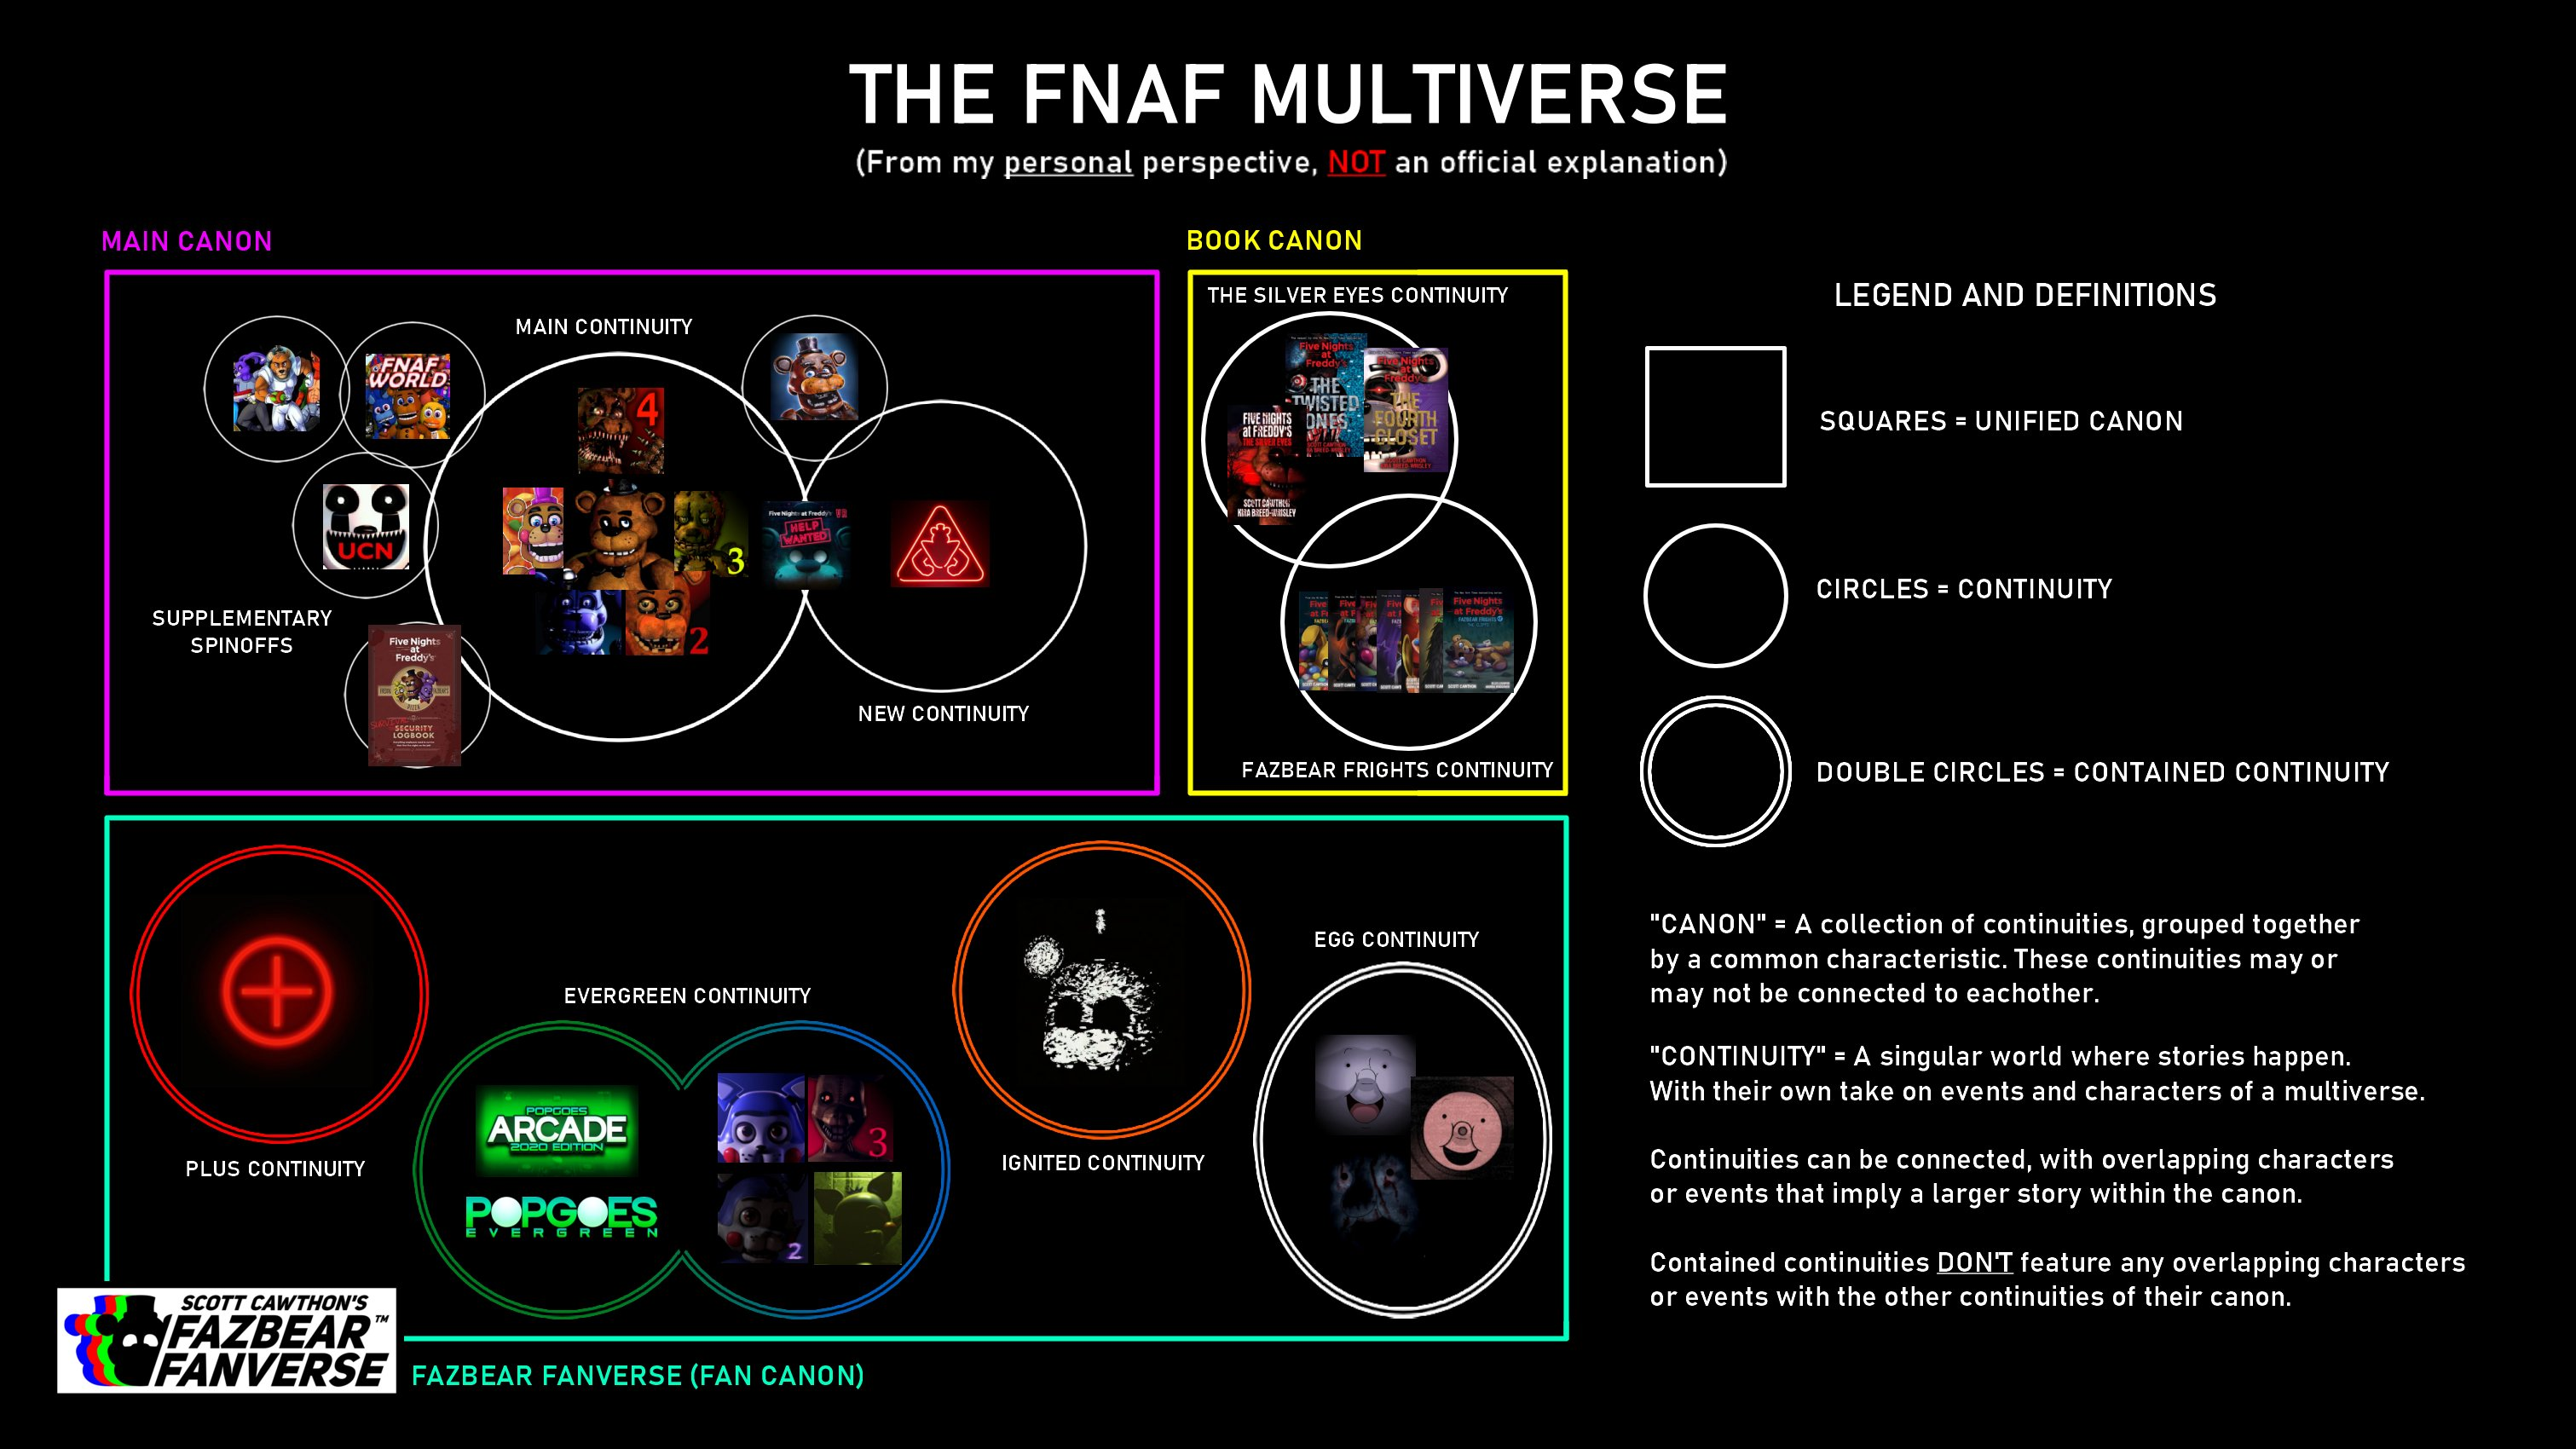 THE FNAF MULTIVERSE
(From my personal perspective, NOT an official explanation)
MAIN CANON
BOOK CANON
MAIN CONTINUITY
FNAF
WORLD
4
UCN
3
2
Five Nights at Freddy's
HELP
WANTED
SUPPLEMENTARY
SPINOFFS
Five Nights
at
Freddy's
SECURITY
LOGBOOK
NEW CONTINUITY
THE SILVER EYES CONTINUITY
Five Nights
at
Freddy's
THE
TWISTED
ONES
Five Nights
at
Freddy's
THE
FOURTH
CLOSET
FIVE NIGHTS
at FREDDY'S
THE SILVER EYES
SCOTT CAWTHON
KIRA BREED-WRISLEY
Five Nights
at Freddy's
FAZBEAR FRIGHTS
SCOTT CAWTHON
FAZBEAR FRIGHTS CONTINUITY
LEGEND AND DEFINITIONS
SQUARES = UNIFIED CANON
CIRCLES = CONTINUITY
DOUBLE CIRCLES = CONTAINED CONTINUITY
"CANON" = A collection of continuities, grouped together
by a common characteristic. These continuities may or
may not be connected to eachother.
"CONTINUITY" = A singular world where stories happen.
With their own take on events and characters of a multiverse.
Continuities can be connected, with overlapping characters
or events that imply a larger story within the canon.
Contained continuities DON'T feature any overlapping characters
or events with the other continuities of their canon.
PLUS CONTINUITY
EVERGREEN CONTINUITY
POPGOES
ARCADE
2020 EDITION
POPGOES
EVERGREEN
3
2
IGNITED CONTINUITY
EGG CONTINUITY
SCOTT CAWTHON'S
FAZBEAR™
FANVERSE
FAZBEAR FANVERSE (FAN CANON)